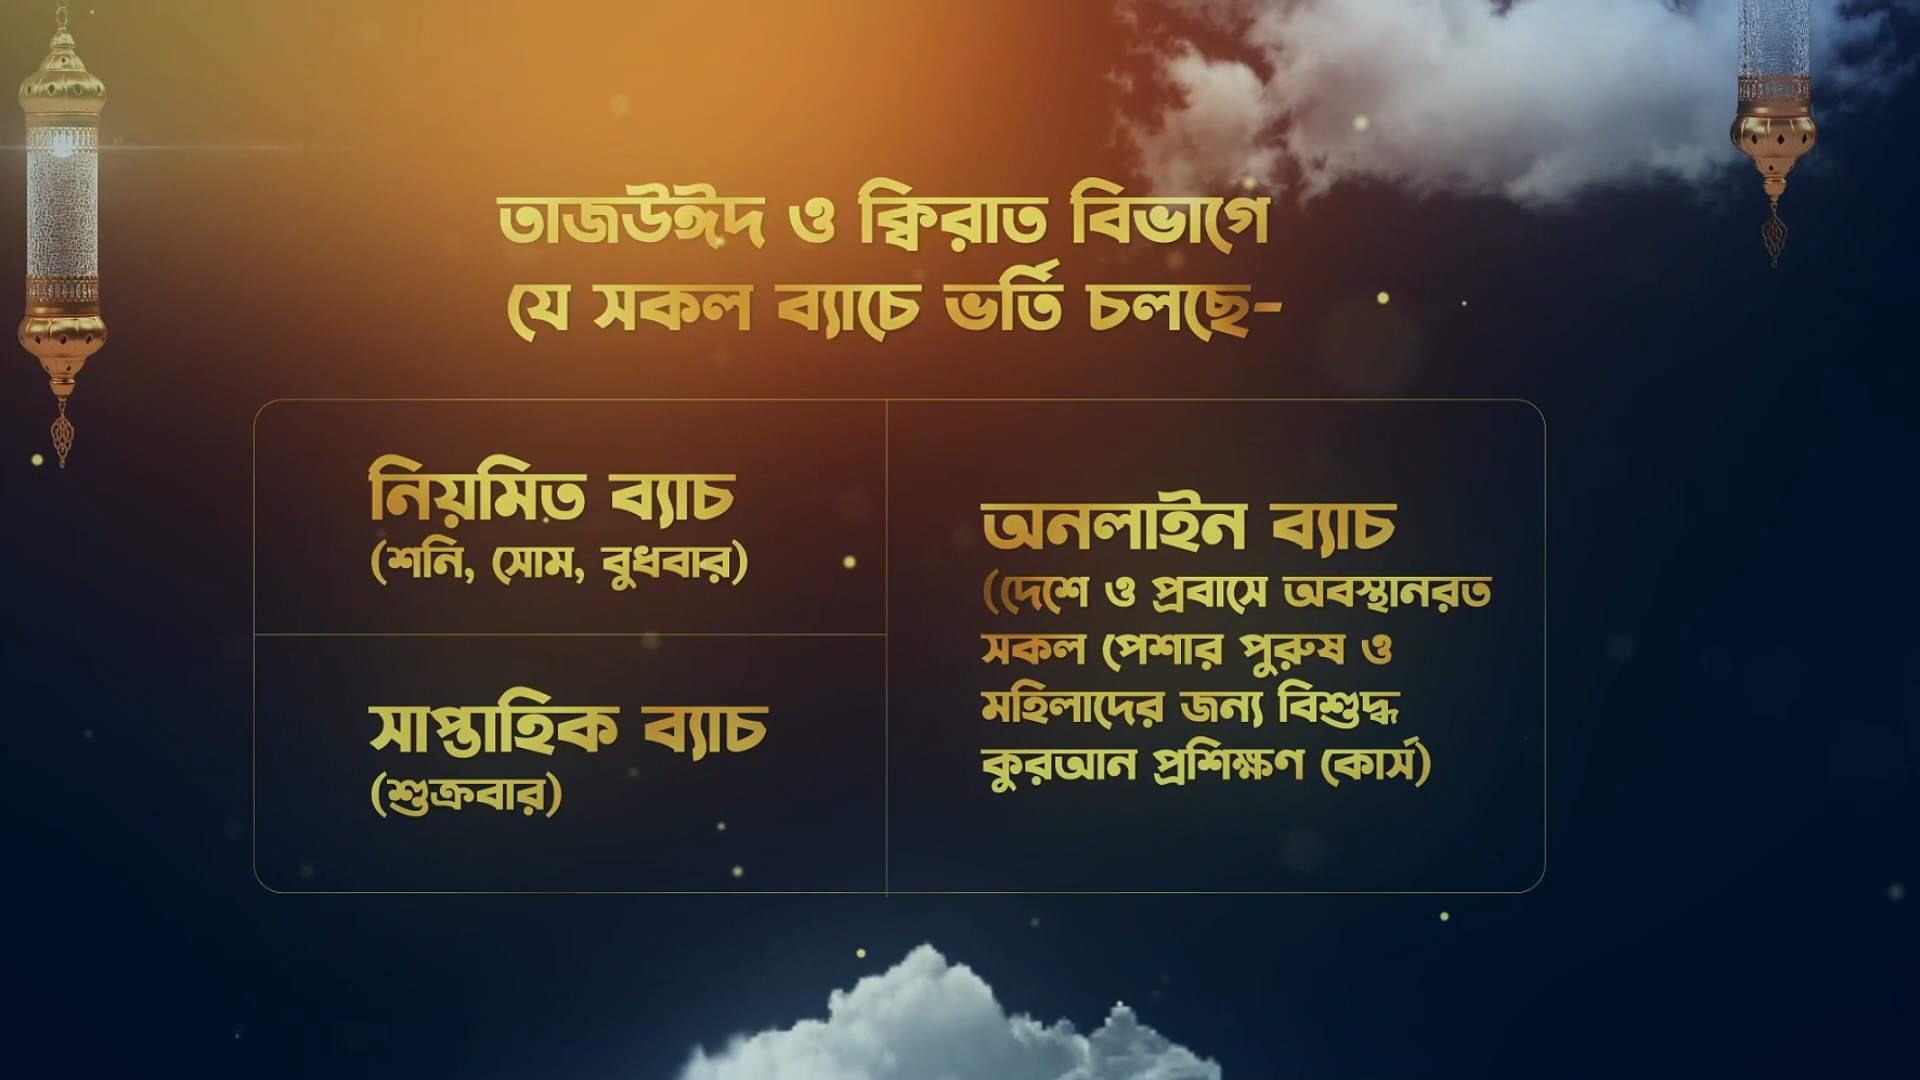 তাজউঈদ ও ক্বিরাত বিভাগে
যে সকল ব্যাচে ভর্তি চলছে-
নিয়মিত ব্যাচ
(শনি, সোম, বুধবার)
সাপ্তাহিক ব্যাচ
(শুক্রবার)
অনলাইন ব্যাচ
(দেশে ও প্রবাসে অবস্থানরত
সকল পেশার পুরুষ ও
মহিলাদের জন্য বিশুদ্ধ
কুরআন প্রশিক্ষণ কোর্স)